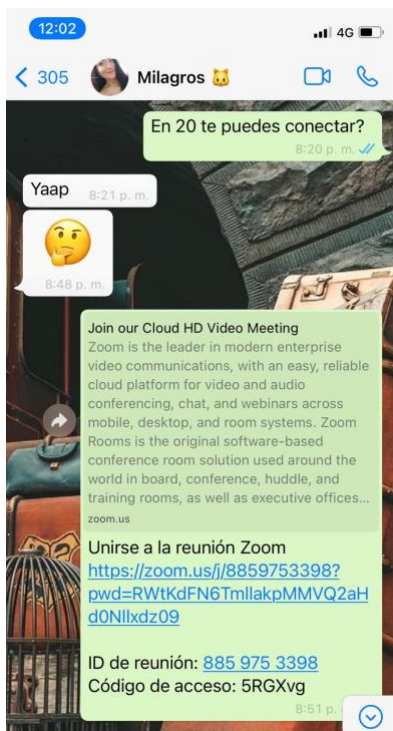 12:02
4G
305
Milagros
En 20 te puedes conectar?
8:20 p. m.
Yaap
8:21 p. m.
8:48 p. m.
Join our Cloud HD Video Meeting
Zoom is the leader in modern enterprise
video communications, with an easy, reliable
cloud platform for video and audio
conferencing, chat, and webinars across
mobile, desktop, and room systems. Zoom
Rooms is the original software-based
conference room solution used around the
world in board, conference, huddle, and
training rooms, as well as executive offices...
zoom.us
Unirse a la reunión Zoom
https://zoom.us/j/8859753398?
pwd=RWtKdFN6TmllakpMMVQ2aH
d0Nllxdz09
ID de reunión: 885 975 3398
Código de acceso: 5RGXvg
8:51 p.